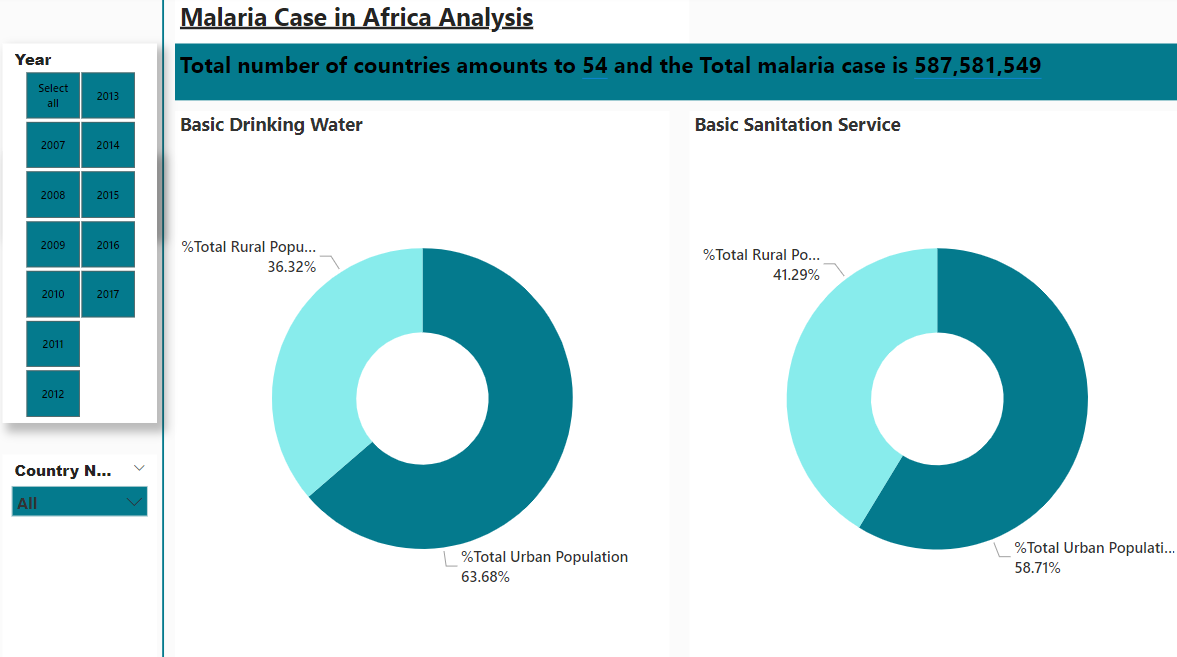 Malaria Case in Africa Analysis
Total number of countries amounts to 54 and the Total malaria case is 587,581,549
Year
Select
all
2013
2007
2014
2008
2015
2009
2016
2010
2017
2011
2012
Country N...
All
Basic Drinking Water
%Total Rural Popu...
36.32%
%Total Urban Population
63.68%
Basic Sanitation Service
%Total Rural Po...
41.29%
%Total Urban Populati...
58.71%